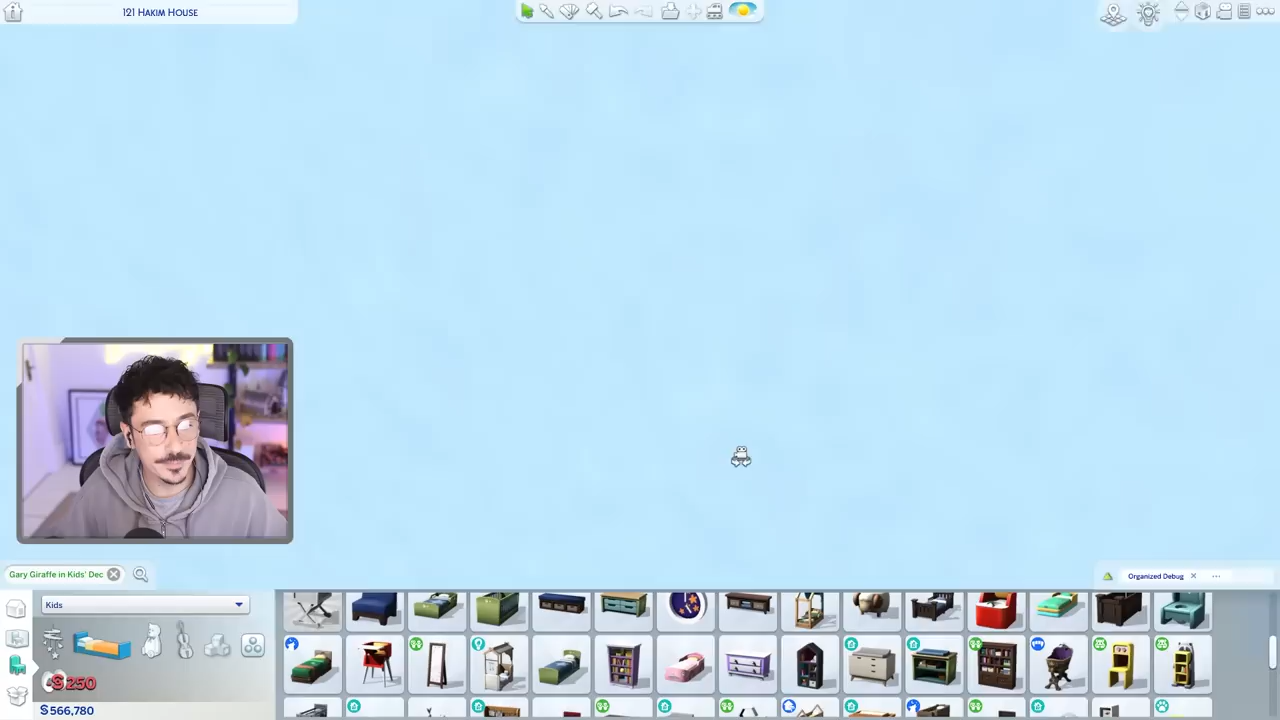 121 HAKIM HOUSE
Gary Giraffe in Kids' Dec
Organized Debug
Kids
$250
$566,780